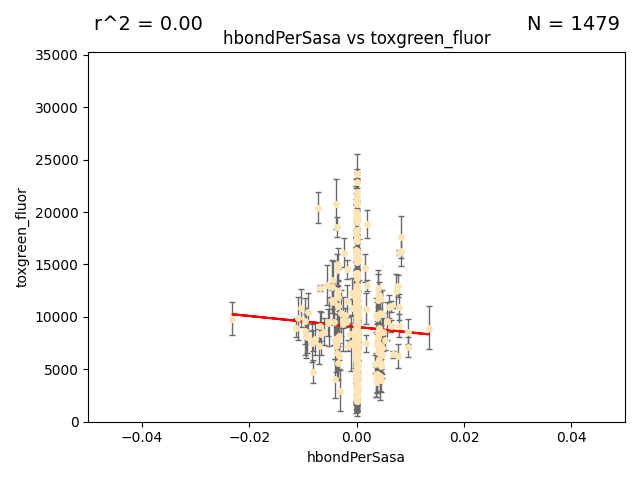 r^2 = 0.00
N = 1479
hbondPerSasa vs toxgreen_fluor
35000
30000
25000
20000
15000
10000
5000
0
toxgreen_fluor
−0.04
−0.02
0.00
0.02
0.04
hbondPerSasa